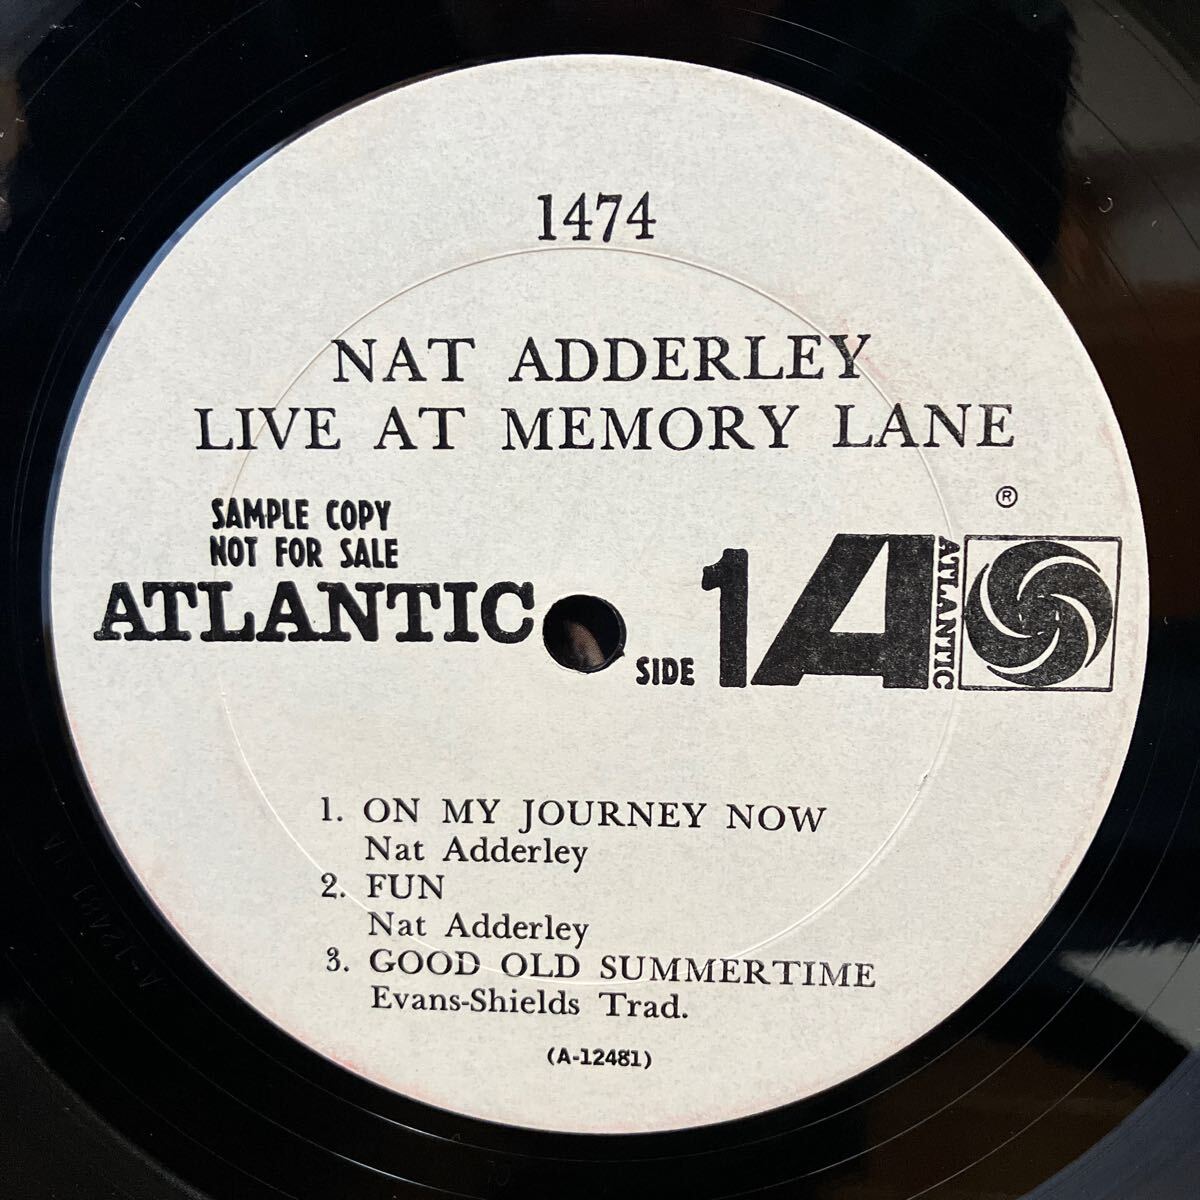 1474
NAT ADDERLEY
LIVE AT MEMORY LANE
®
SAMPLE COPY
NOT FOR SALE
ATLANTIC
SIDE 1
A
ATLANTIC
1. ON MY JOURNEY NOW
Nat Adderley
2. FUN
Nat Adderley
3. GOOD OLD SUMMERTIME
Evans-Shields Trad.
(A-12481)